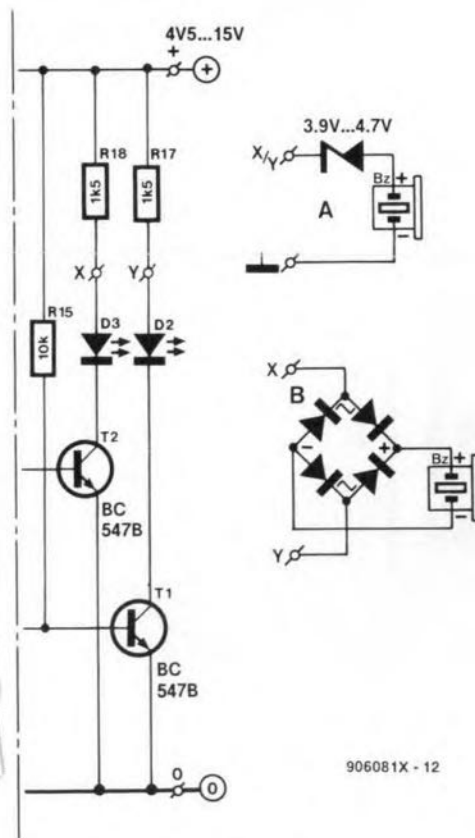 4V5...15V
+
+
R18
R17
1k5
1k5
X
Y
R15
10k
D3
D2
T2
BC
547B
T1
BC
547B
0
0
3.9V...4.7V
X/Y
Bz
+
A
−
X
B
~
−
+
Bz
+
~
−
Y
906081X - 12